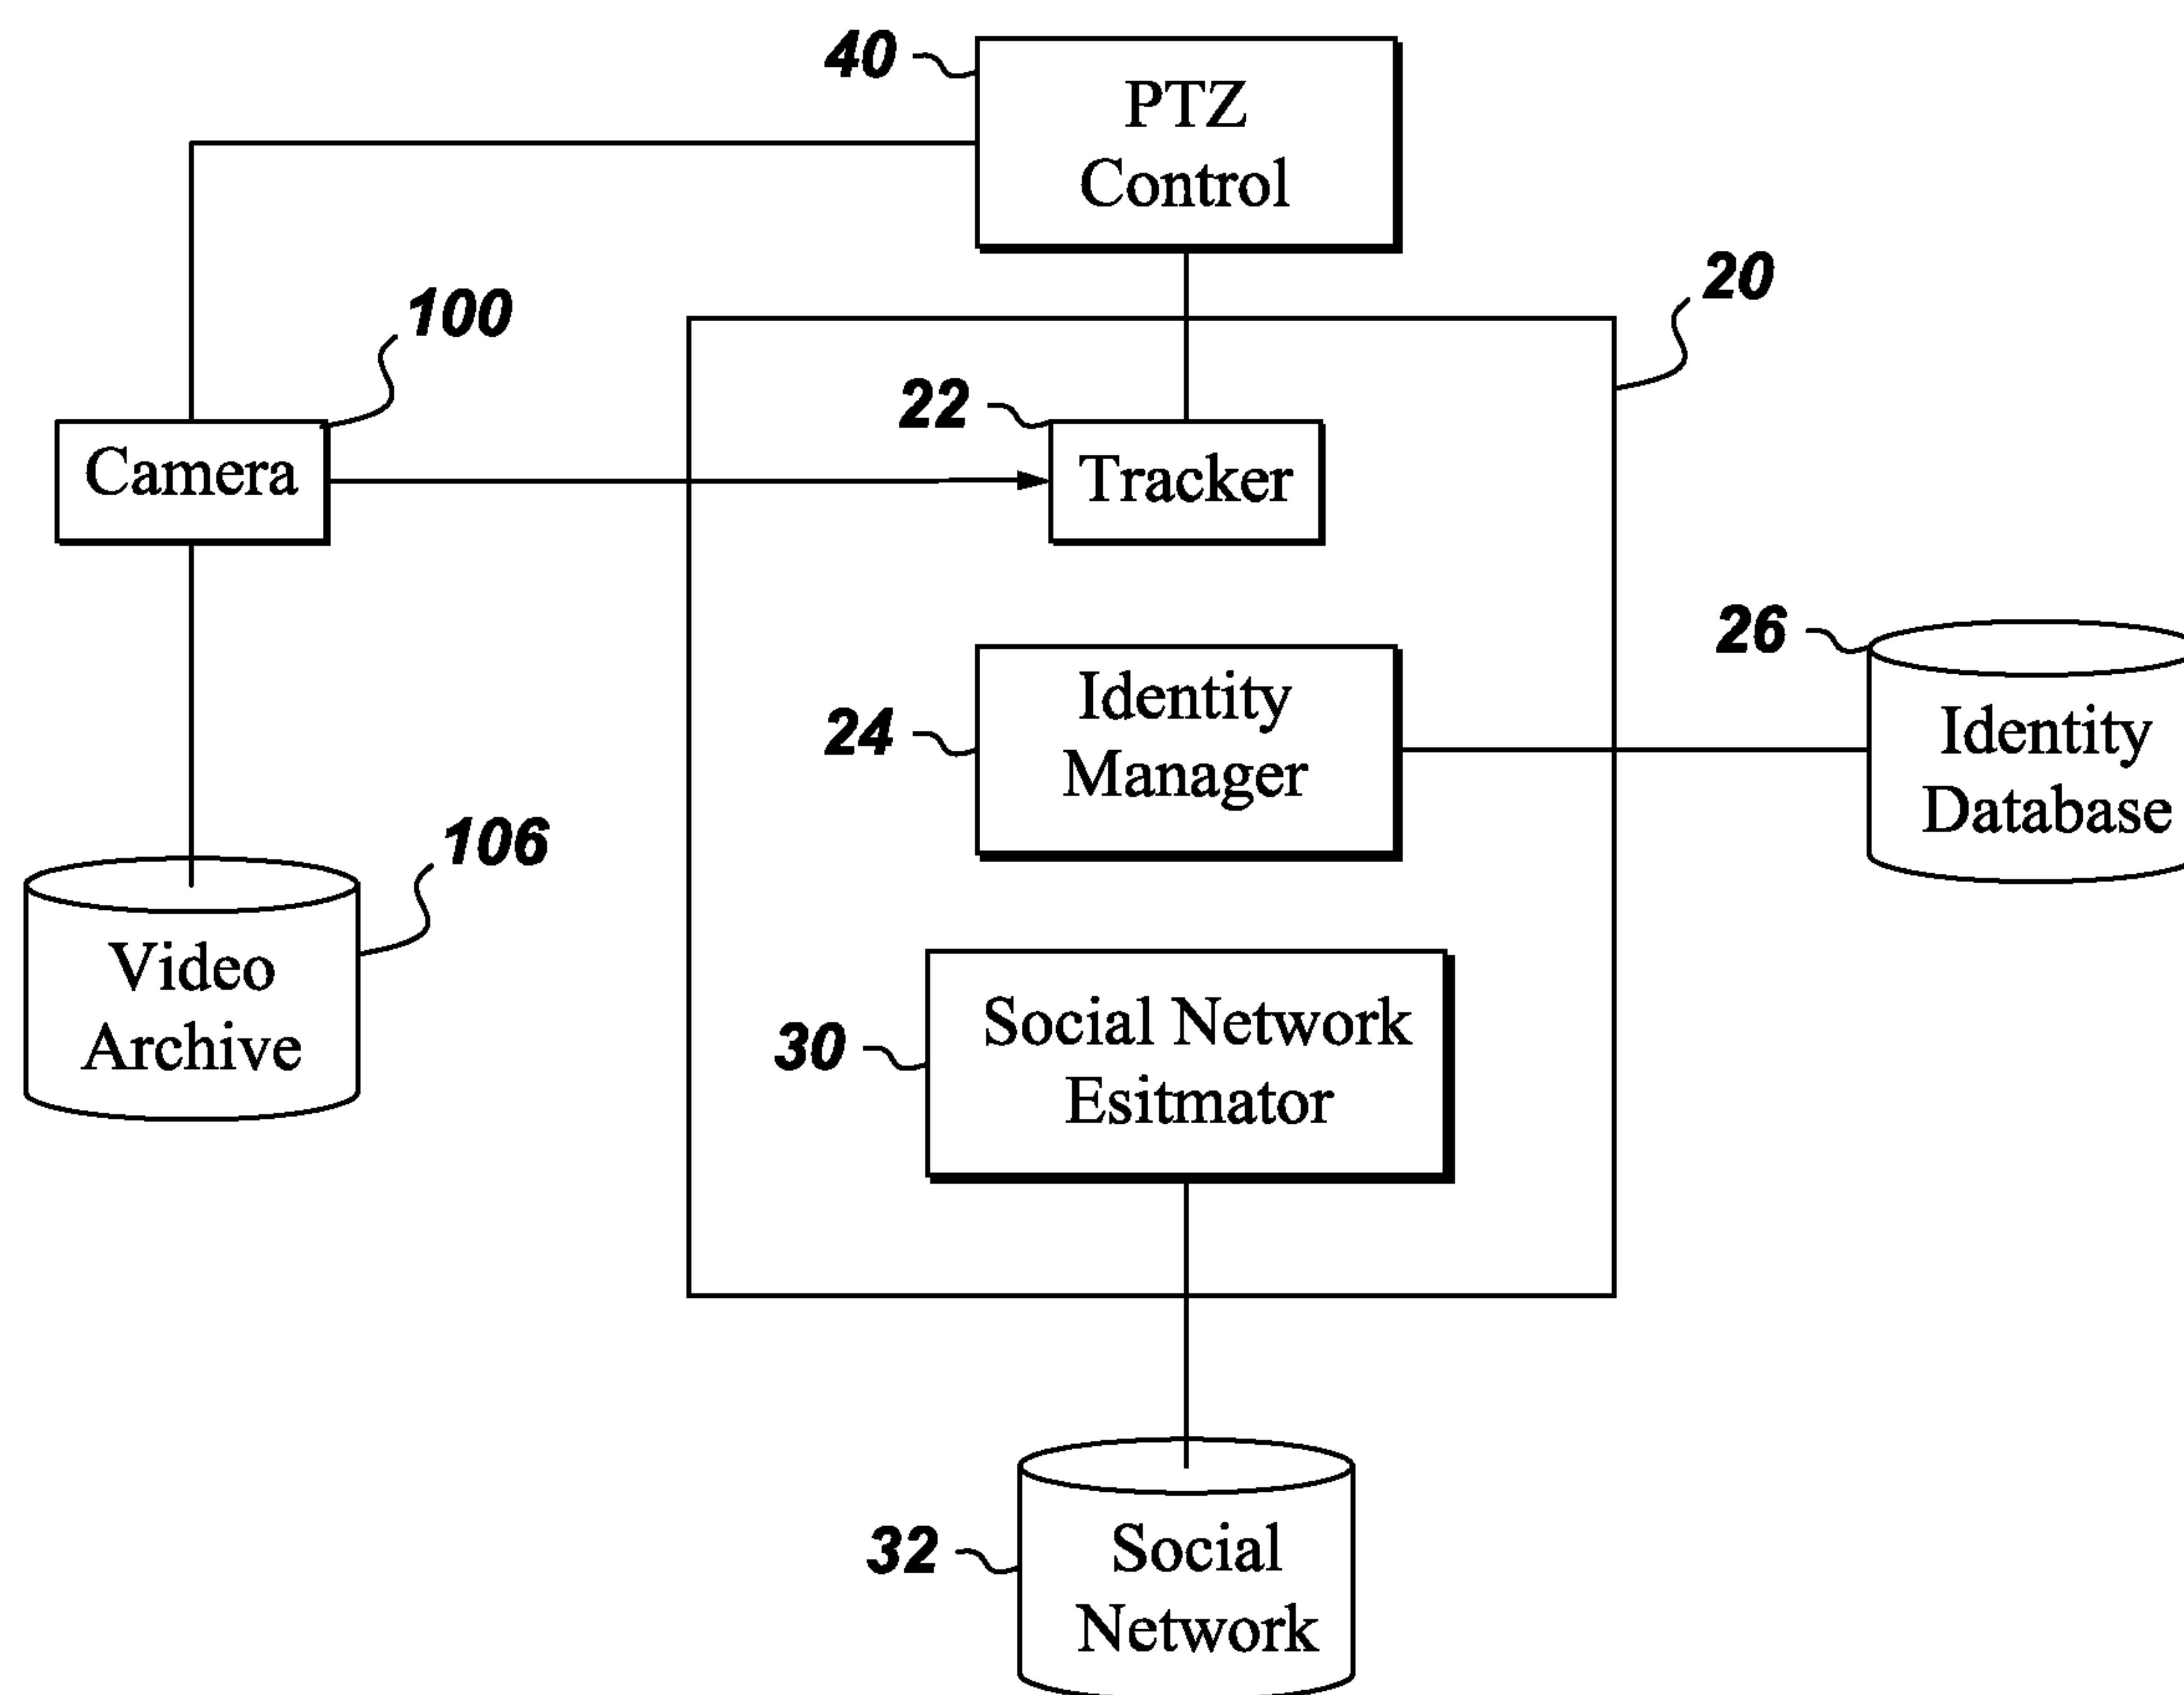 40
PTZ
Control
20
100
22
Camera
Tracker
26
24
Identity
Manager
Identity
Database
106
Video
Archive
30
Social Network
Esitmator
32
Social
Network